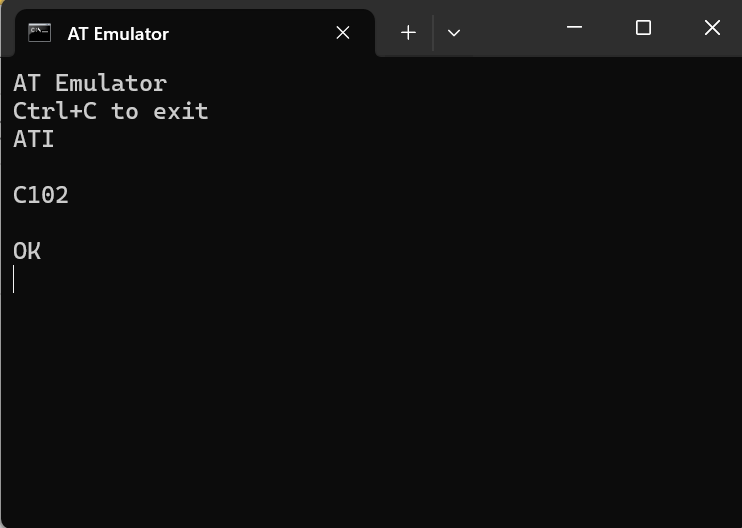 AT Emulator
AT Emulator
Ctrl+C to exit
ATI
C102
OK